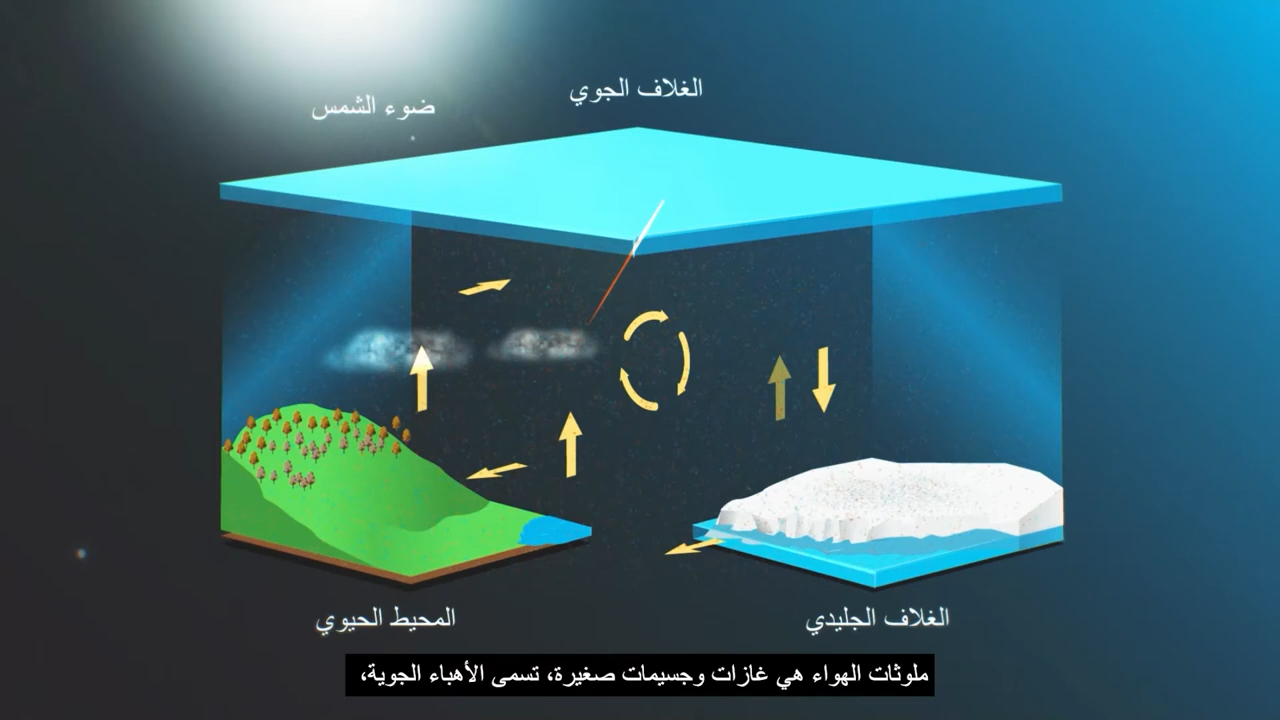 الغلاف الجوي
ضوء الشمس
المحيط الحيوي
الغلاف الجليدي
ملوثات الهواء هي غازات وجسيمات صغيرة، تسمى الأهباء الجوية،